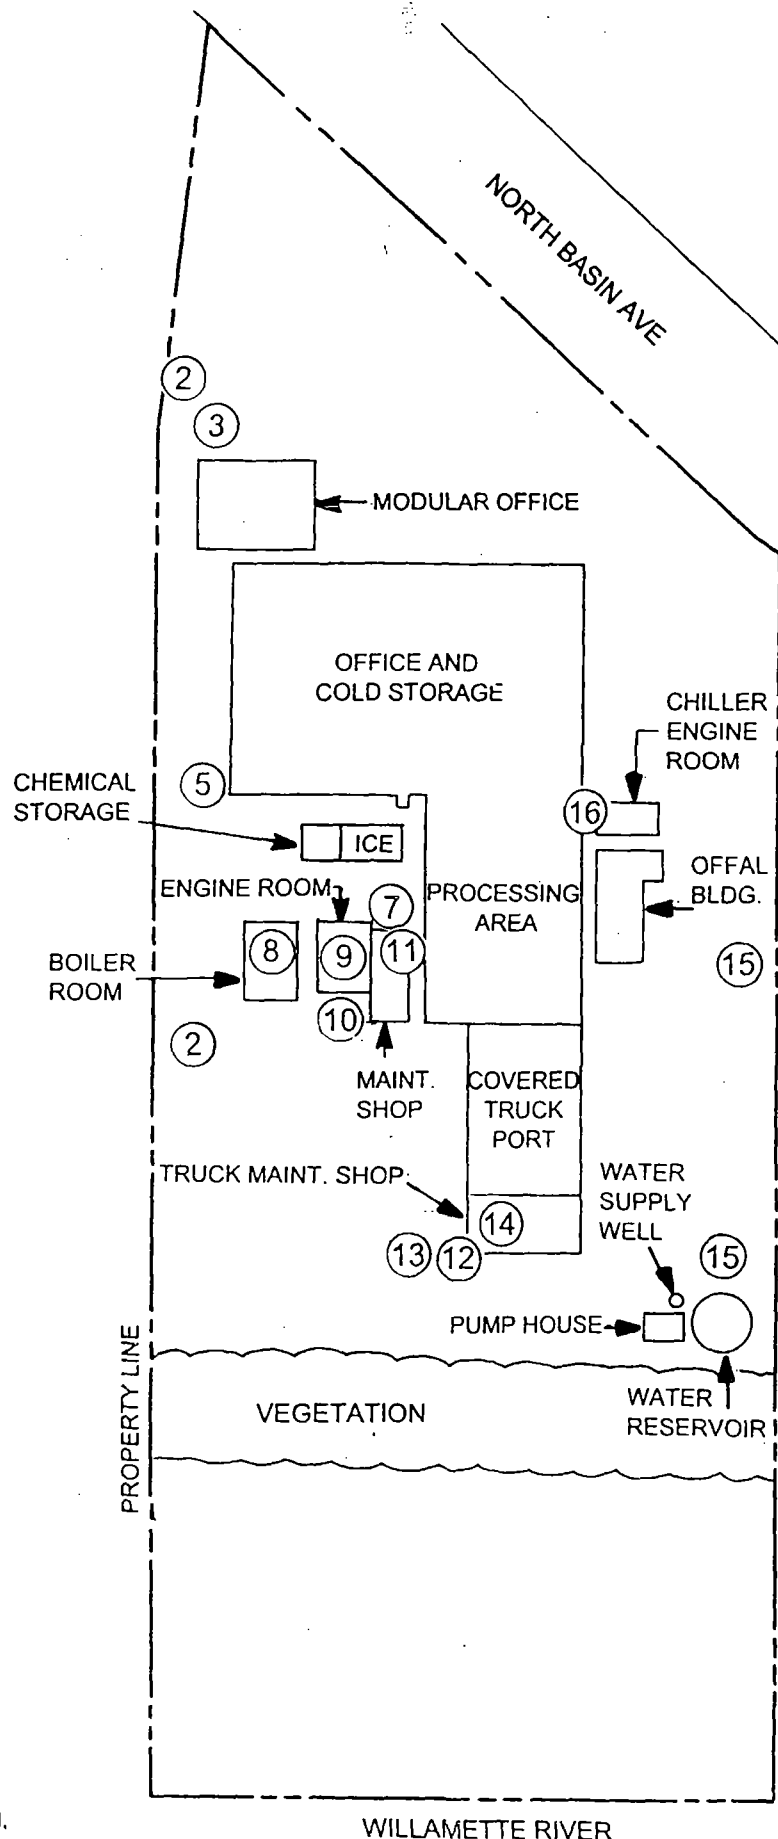 NORTH BASIN AVE
2
3
MODULAR OFFICE
OFFICE AND
COLD STORAGE
CHILLER
ENGINE
ROOM
5
CHEMICAL
STORAGE
16
ICE
OFFAL
BLDG.
ENGINE ROOM
7
PROCESSING
AREA
8
9
11
15
BOILER
ROOM
10
2
MAINT.
SHOP
COVERED
TRUCK
PORT
TRUCK MAINT. SHOP
WATER
SUPPLY
WELL
14
13
12
15
PUMP HOUSE
PROPERTY LINE
VEGETATION
WATER
RESERVOIR
WILLAMETTE RIVER